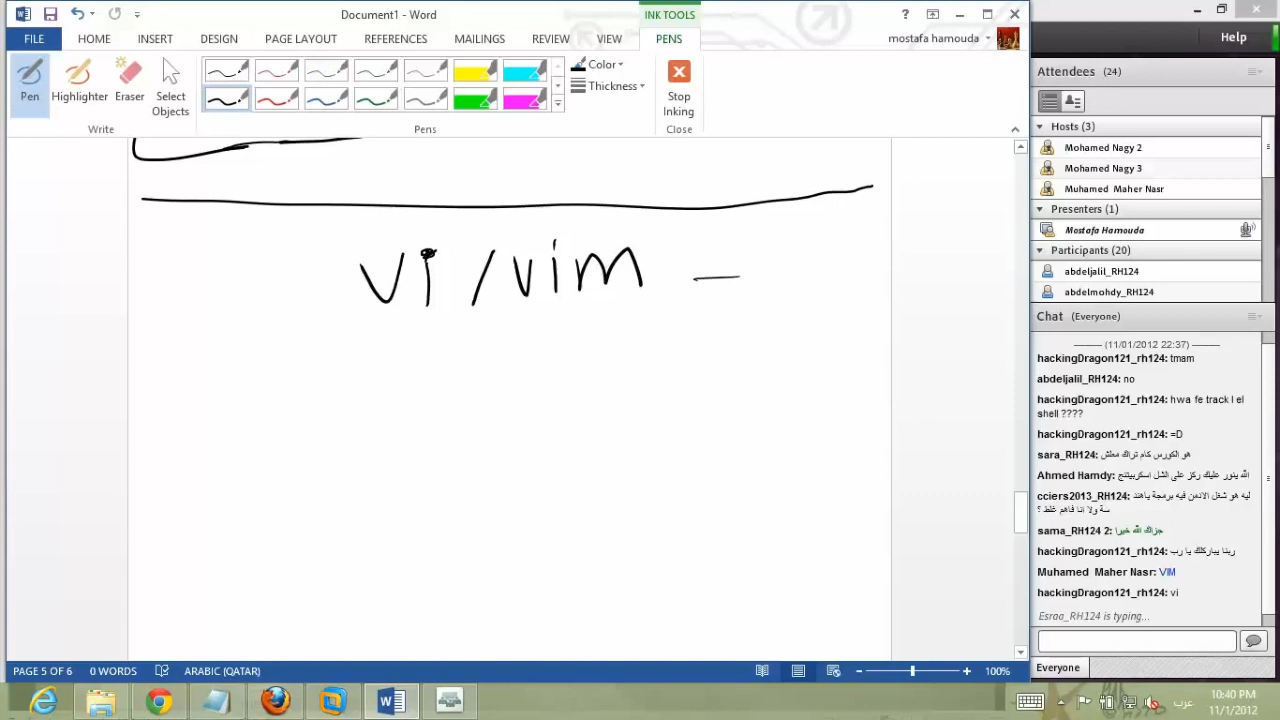 Document1 - Word
INK TOOLS
?
FILE
HOME
INSERT
DESIGN
PAGE LAYOUT
REFERENCES
MAILINGS
REVIEW
VIEW
PENS
mostafa hamouda
Pen
Highlighter
Eraser
Select Objects
Color
Thickness
Stop Inking
Write
Pens
Close
vi /vim —
Help
Attendees (24)
Hosts (3)
Mohamed Nagy 2
Mohamed Nagy 3
Muhamed Maher Nasr
Presenters (1)
Mostafa Hamouda
Participants (20)
abdeljalil_RH124
abdelmohdy_RH124
Chat (Everyone)
(11/01/2012 22:37)
hackingDragon121_rh124: tmam
abdeljalil_RH124: no
hackingDragon121_rh124: hwa fe track l el
shell ????
hackingDragon121_rh124: =D
sara_RH124: هو الكورس كام تراك معلش
Ahmed Hamdy: الله ينور عليك ركز على الشل اسكريبتنج
cciers2013_RH124: ليه هو شغل الادمن فيه برمجة ياهند
سة ولا انا فاهم غلط ؟
sama_RH124 2: جزاك الله خيرا
hackingDragon121_rh124: ربنا يباركلك يا رب
Muhamed Maher Nasr: VIM
hackingDragon121_rh124: vi
Esraa_RH124 is typing...
Everyone
PAGE 5 OF 6
0 WORDS
ARABIC (QATAR)
100%
عرب
10:40 PM
11/1/2012